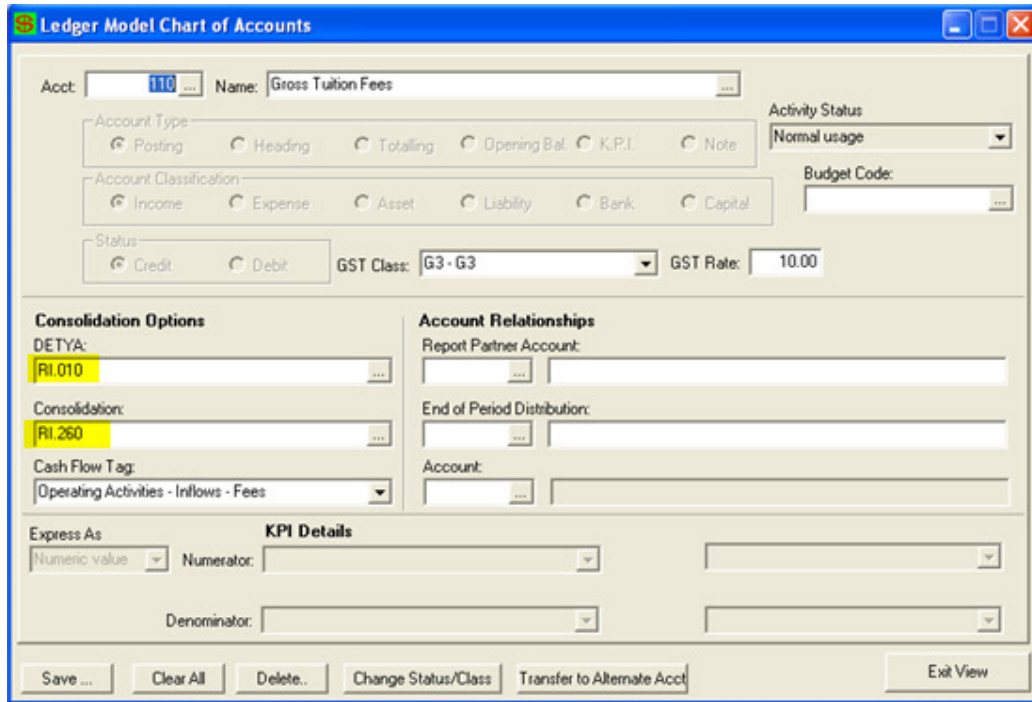 Ledger Model Chart of Accounts
Acct: 110 ... Name: Gross Tuition Fees ...
Activity Status
Normal usage
Account Type
Posting Heading Totalling Opening Bal. K.P.I. Note
Budget Code:
...
Account Classification
Income Expense Asset Liability Bank Capital
Status
Credit Debit GST Class: G3 - G3 GST Rate: 10.00
Consolidation Options Account Relationships
DETYA: Report Partner Account:
RI.010 ... ...
Consolidation: End of Period Distribution:
RI.260 ... ...
Cash Flow Tag: Account:
Operating Activities - Inflows - Fees ...
Express As KPI Details
Numeric value Numerator:
Denominator:
Save ... Clear All Delete.. Change Status/Class Transfer to Alternate Acct Exit View